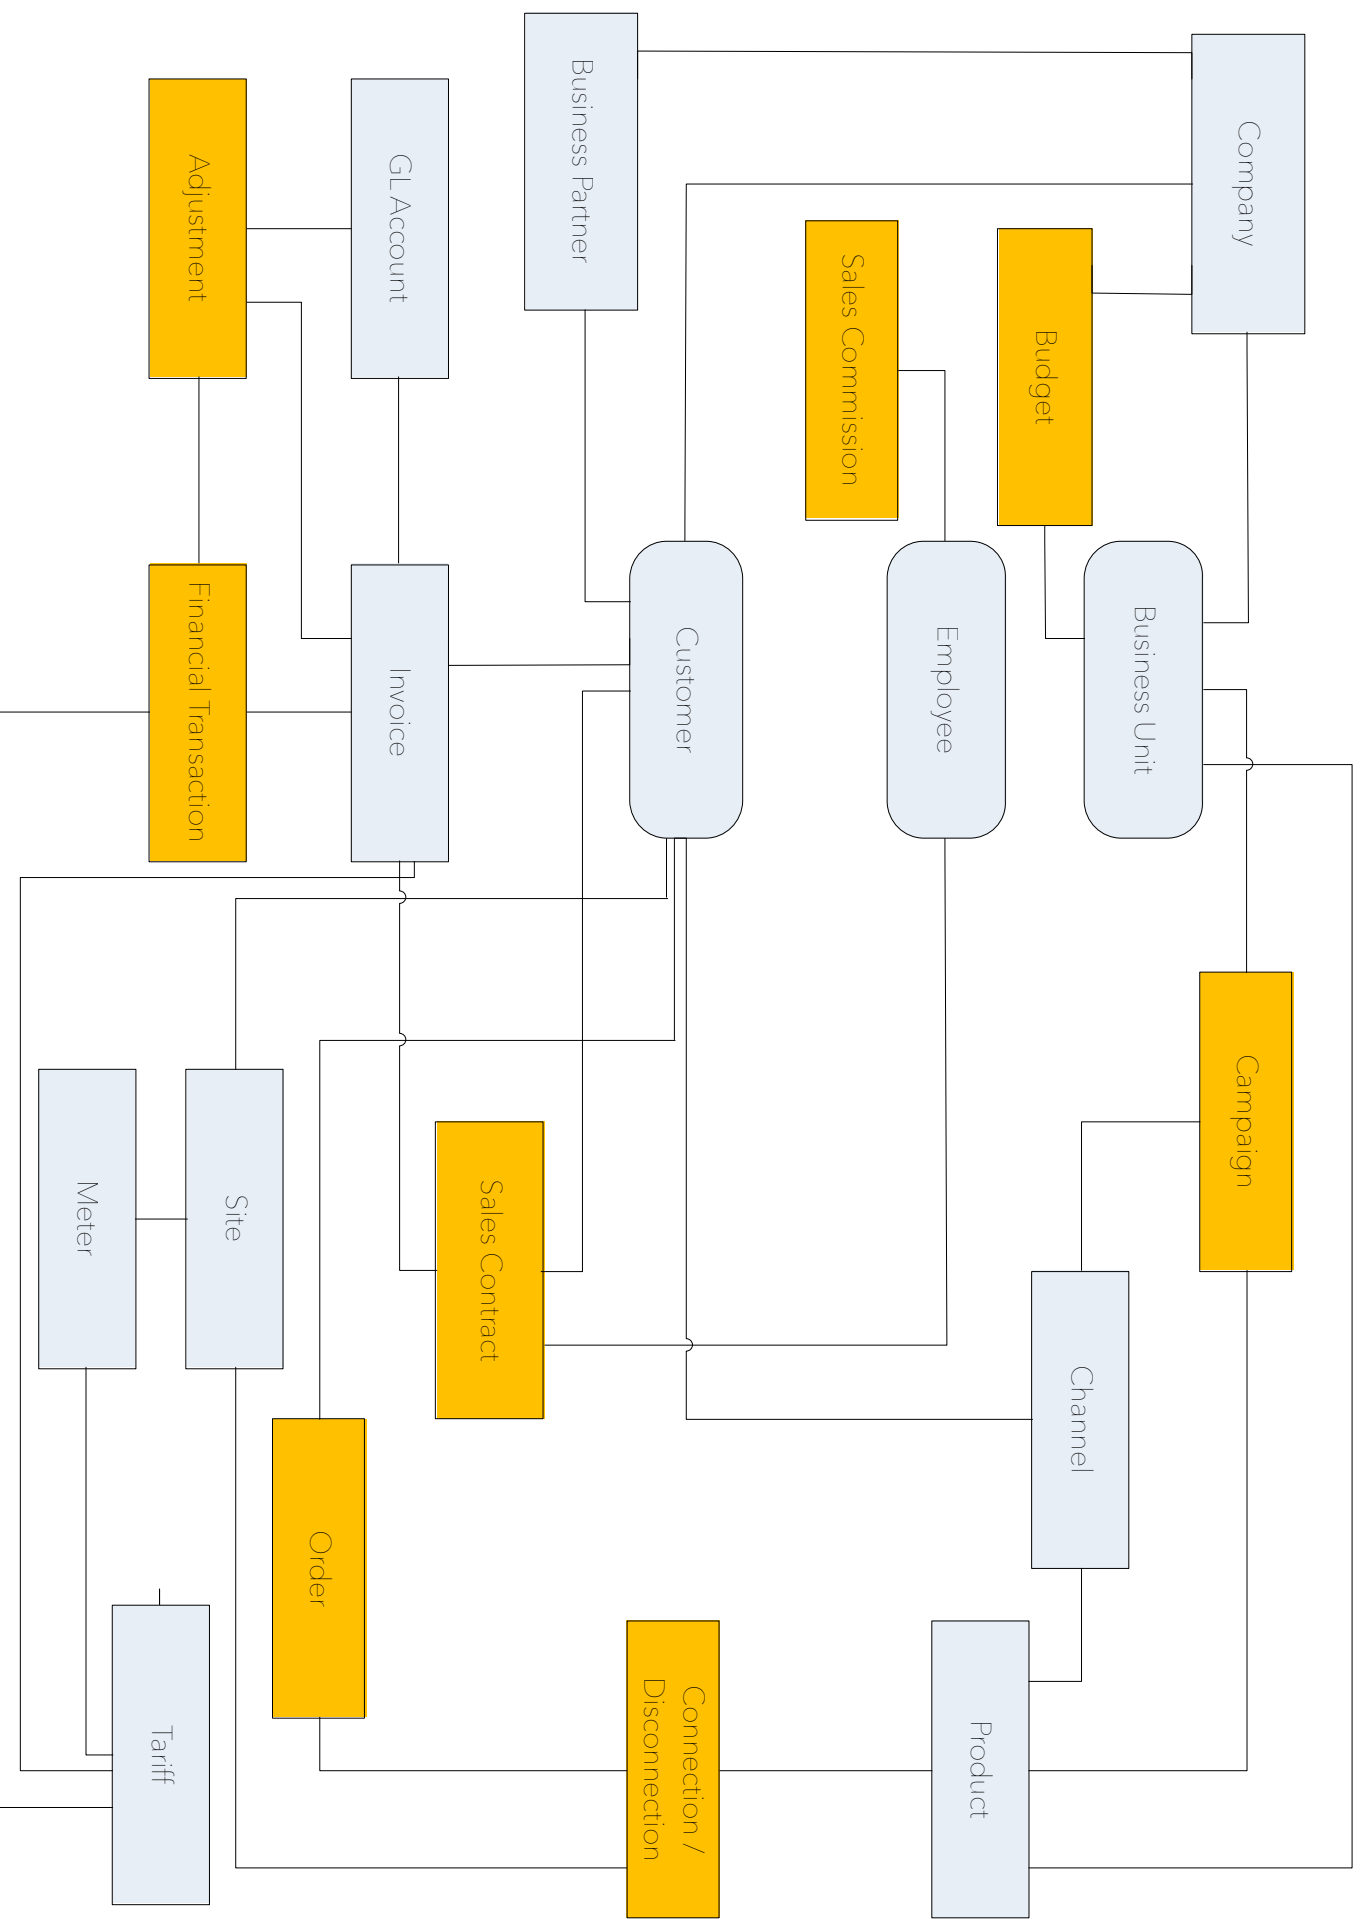 Company
Business Unit
Campaign
Budget
Channel
Employee
Product
Sales Commission
Customer
Connection /
Disconnection
Business Partner
Sales Contract
GL Account
Invoice
Order
Adjustment
Financial Transaction
Site
Meter
Tariff